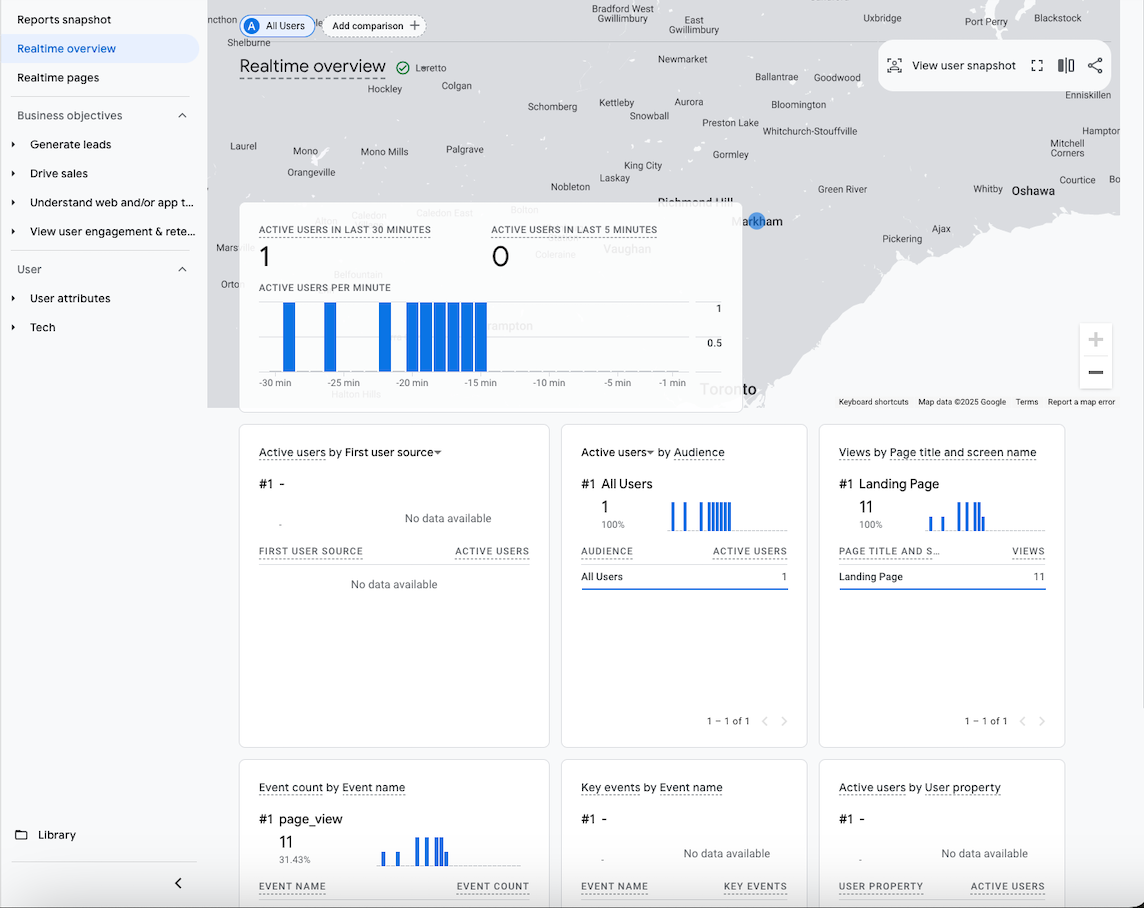 Reports snapshot
Realtime overview
Realtime pages
Business objectives
Generate leads
Drive sales
Understand web and/or app t...
View user engagement & rete...
User
User attributes
Tech
Library
A All Users
Add comparison +
Realtime overview
View user snapshot
Shelburne
Loretto
Hockley
Colgan
Bradford West
Gwillimbury
East
Gwillimbury
Uxbridge
Port Perry
Blackstock
Newmarket
Ballantrae
Goodwood
Enniskillen
Schomberg
Kettleby
Aurora
Snowball
Bloomington
Preston Lake
Whitchurch-Stouffville
Hampton
Mitchell
Corners
Laurel
Mono
Mono Mills
Palgrave
Orangeville
King City
Laskay
Gormley
Nobleton
Green River
Whitby
Oshawa
Courtice
Richmond Hill
Markham
Pickering
Ajax
Alton
Caledon
Caledon East
Bolton
Vaughan
Coleraine
Belfountain
Halton Hills
Toronto
ACTIVE USERS IN LAST 30 MINUTES
1
ACTIVE USERS IN LAST 5 MINUTES
0
ACTIVE USERS PER MINUTE
1
0.5
-30 min
-25 min
-20 min
-15 min
-10 min
-5 min
-1 min
Keyboard shortcuts
Map data ©2025 Google
Terms
Report a map error
Active users by First user source
#1 -
-
No data available
FIRST USER SOURCE
ACTIVE USERS
No data available
Active users by Audience
#1 All Users
1
100%
AUDIENCE
ACTIVE USERS
All Users
1
1 – 1 of 1
Views by Page title and screen name
#1 Landing Page
11
100%
PAGE TITLE AND S…
VIEWS
Landing Page
11
1 – 1 of 1
Event count by Event name
#1 page_view
11
31.43%
EVENT NAME
EVENT COUNT
Key events by Event name
#1 -
-
No data available
EVENT NAME
KEY EVENTS
Active users by User property
#1 -
-
No data available
USER PROPERTY
ACTIVE USERS